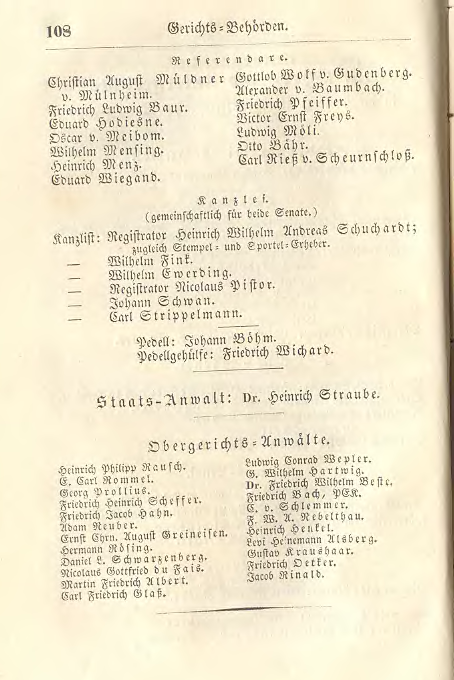 108
Gerichts-Behörden.
Referendare.
Christian August Müldner
v. Mülnheim.
Friedrich Ludwig Baur.
Eduard Hodiesne.
Oscar v. Meibom.
Wilhelm Mensing.
Heinrich Menz.
Eduard Wiegand.
Gottlob Wolf v. Gudenberg.
Alexander v. Baumbach.
Friedrich Pfeiffer.
Victor Ernst Freys.
Ludwig Möli.
Otto Bähr.
Carl Rieß v. Scheurnschloß.
Kanzlei.
(gemeinschaftlich für beide Senate.)
Kanzlist: Registrator Heinrich Wilhelm Andreas Schuchardt;
zugleich Stempel- und Sportel-Erheber.
— Wilhelm Fink.
— Wilhelm Ewerding.
— Registrator Nicolaus Pistor.
— Johann Schwan.
— Carl Strippelmann.
Pedell: Johann Böhm.
Pedellgehülfe: Friedrich Wichard.
Staats-Anwalt: Dr. Heinrich Straube.
Obergerichts-Anwälte.
Heinrich Philipp Rausch.
E. Carl Rommel.
Georg Prollius.
Friedrich Heinrich Scheffer.
Friedrich Jacob Hahn.
Adam Reuber.
Ernst Chrn. August Greineisen.
Hermann Rösing.
Daniel L. Schwarzenberg.
Nicolaus Gottfried du Fais.
Martin Friedrich Albert.
Carl Friedrich Glaß.
Ludwig Conrad Wepler.
G. Wilhelm Hartwig.
Dr. Friedrich Wilhelm Beste.
Friedrich Bach, PEK.
C. v. Schlemmer.
F. W. A. Nebelthau.
Heinrich Henkel.
Levi Heinemann Alsberg.
Gustav Kraushaar.
Friedrich Oetker.
Jacob Rinald.